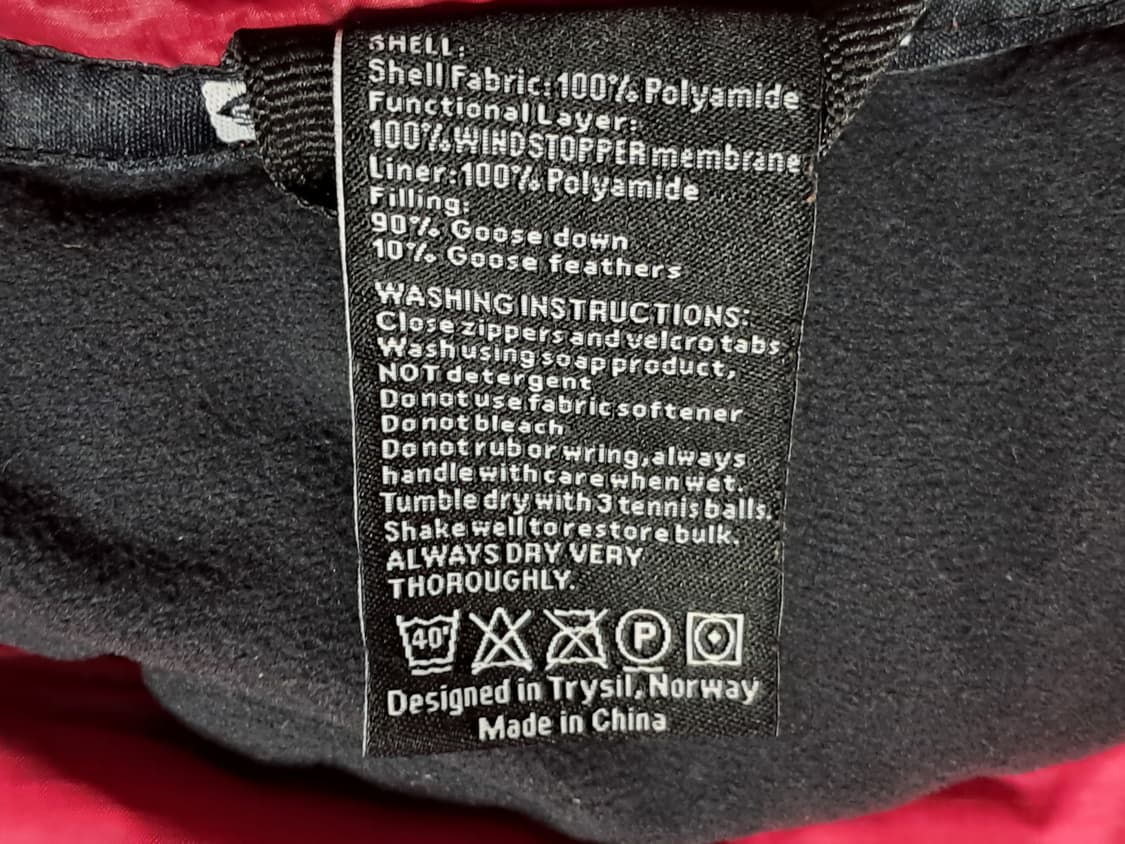 SHELL:
Shell Fabric: 100% Polyamide
Functional Layer:
100% WINDSTOPPER membrane
Liner: 100% Polyamide
Filling:
90% Goose down
10% Goose feathers
WASHING INSTRUCTIONS:
Close zippers and velcro tabs
Wash using soap product,
NOT detergent
Do not use fabric softener
Do not bleach
Do not rub or wring, always
handle with care when wet.
Tumble dry with 3 tennis balls.
Shake well to restore bulk.
ALWAYS DRY VERY
THOROUGHLY.
40° P
Designed in Trysil, Norway
Made in China